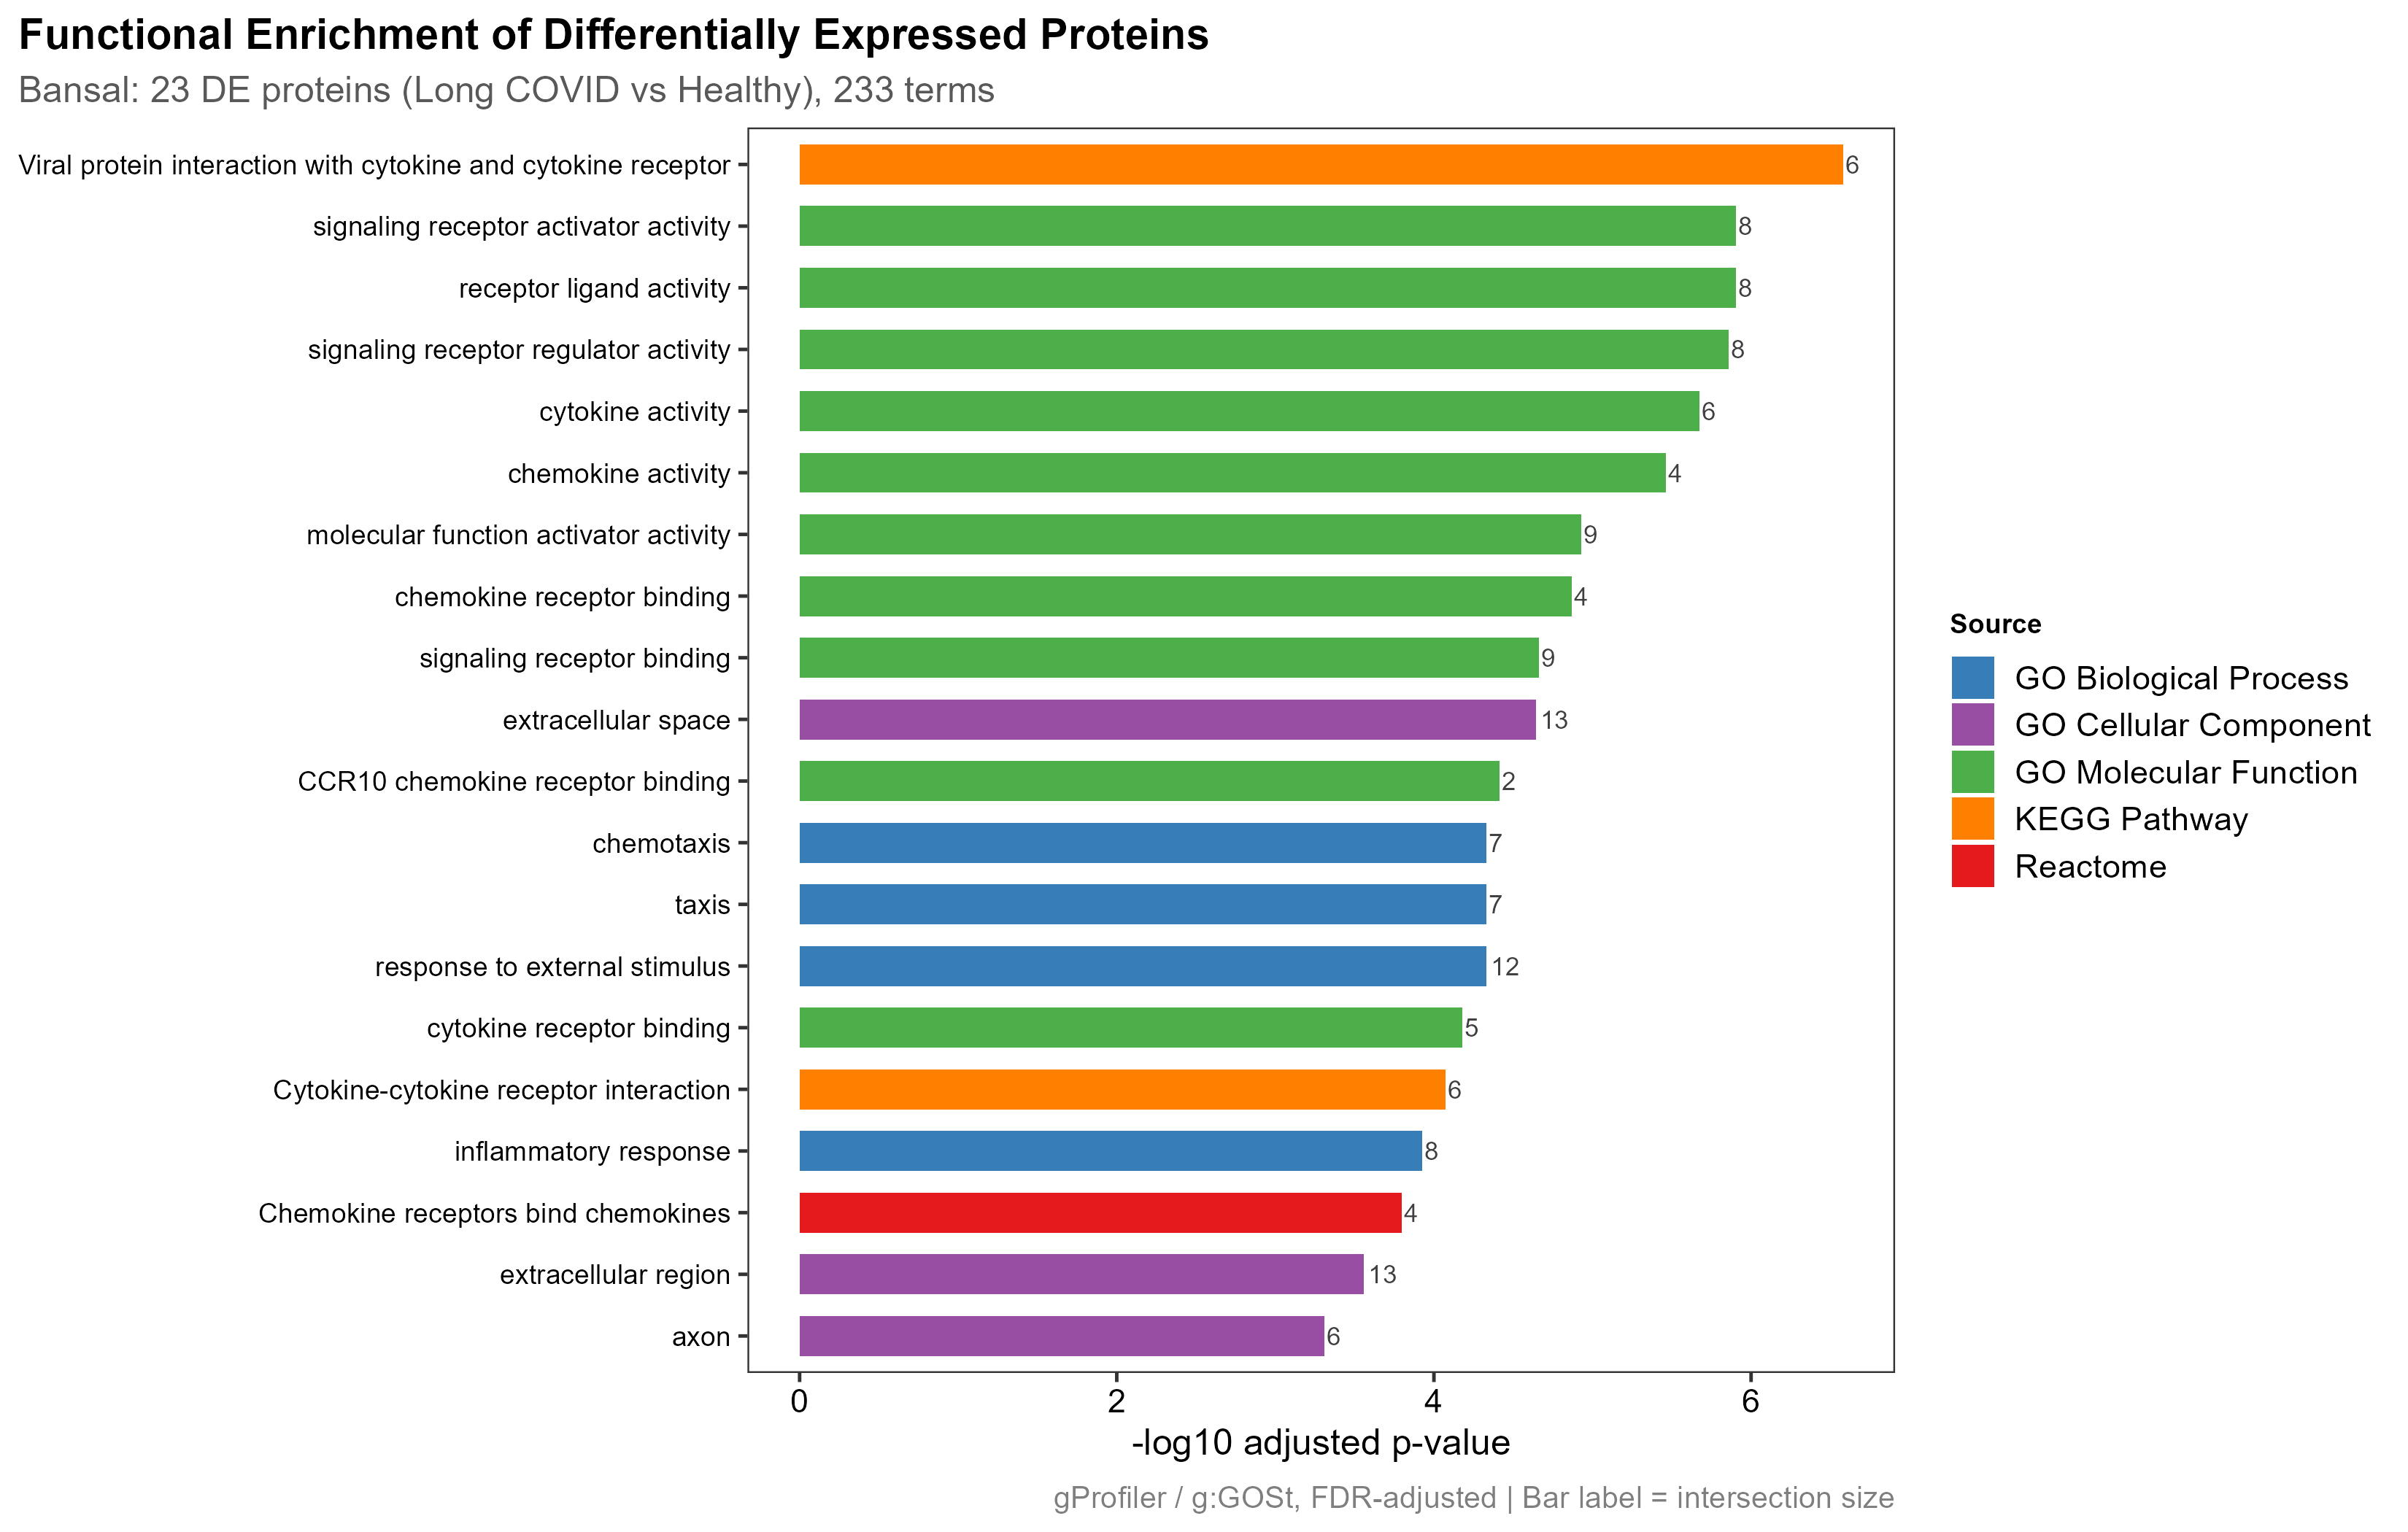 Functional Enrichment of Differentially Expressed Proteins
Bansal: 23 DE proteins (Long COVID vs Healthy), 233 terms
Viral protein interaction with cytokine and cytokine receptor 6
signaling receptor activator activity 8
receptor ligand activity 8
signaling receptor regulator activity 8
cytokine activity 6
chemokine activity 4
molecular function activator activity 9
chemokine receptor binding 4
signaling receptor binding 9
extracellular space 13
CCR10 chemokine receptor binding 2
chemotaxis 7
taxis 7
response to external stimulus 12
cytokine receptor binding 5
Cytokine-cytokine receptor interaction 6
inflammatory response 8
Chemokine receptors bind chemokines 4
extracellular region 13
axon 6
0 2 4 6
-log10 adjusted p-value
gProfiler / g:GOSt, FDR-adjusted | Bar label = intersection size
Source
GO Biological Process
GO Cellular Component
GO Molecular Function
KEGG Pathway
Reactome